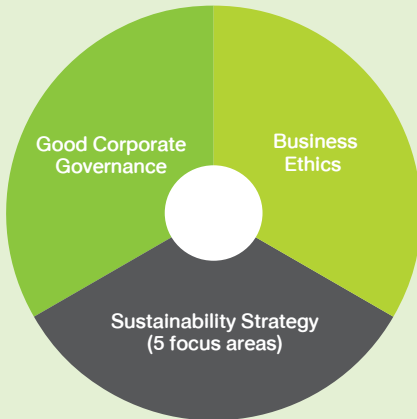 Good Corporate
Governance
Business
Ethics
Sustainability Strategy
(5 focus areas)